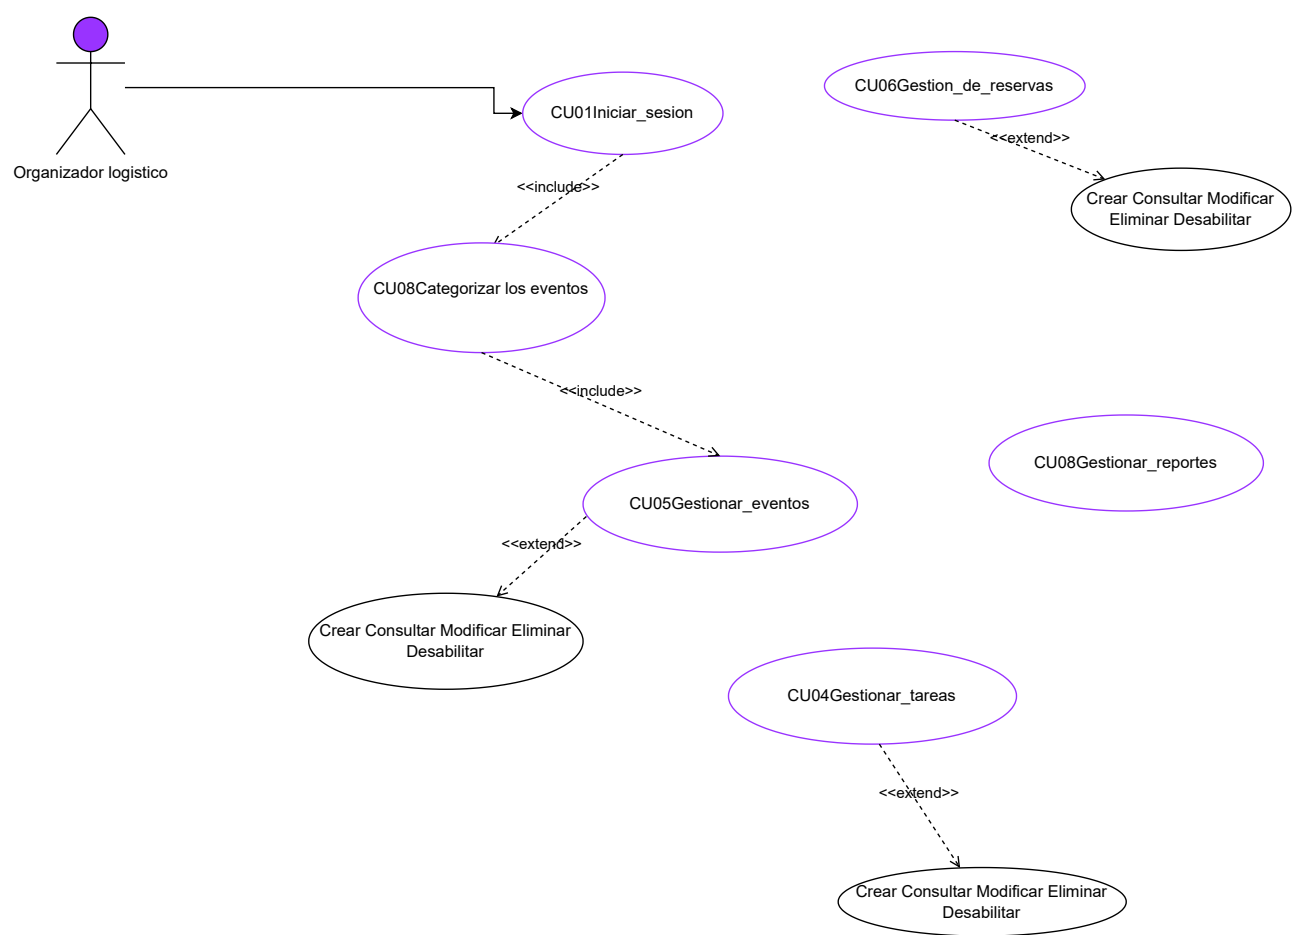 CU06Gestion_de_reservas
CU01Iniciar_sesion
<<extend>>
Organizador logistico
<<include>>
Crear Consultar Modificar
Eliminar Desabilitar
CU08Categorizar los eventos
<<include>>
CU08Gestionar_reportes
CU05Gestionar_eventos
<<extend>>
Crear Consultar Modificar Eliminar
Desabilitar
CU04Gestionar_tareas
<<extend>>
Crear Consultar Modificar Eliminar
Desabilitar